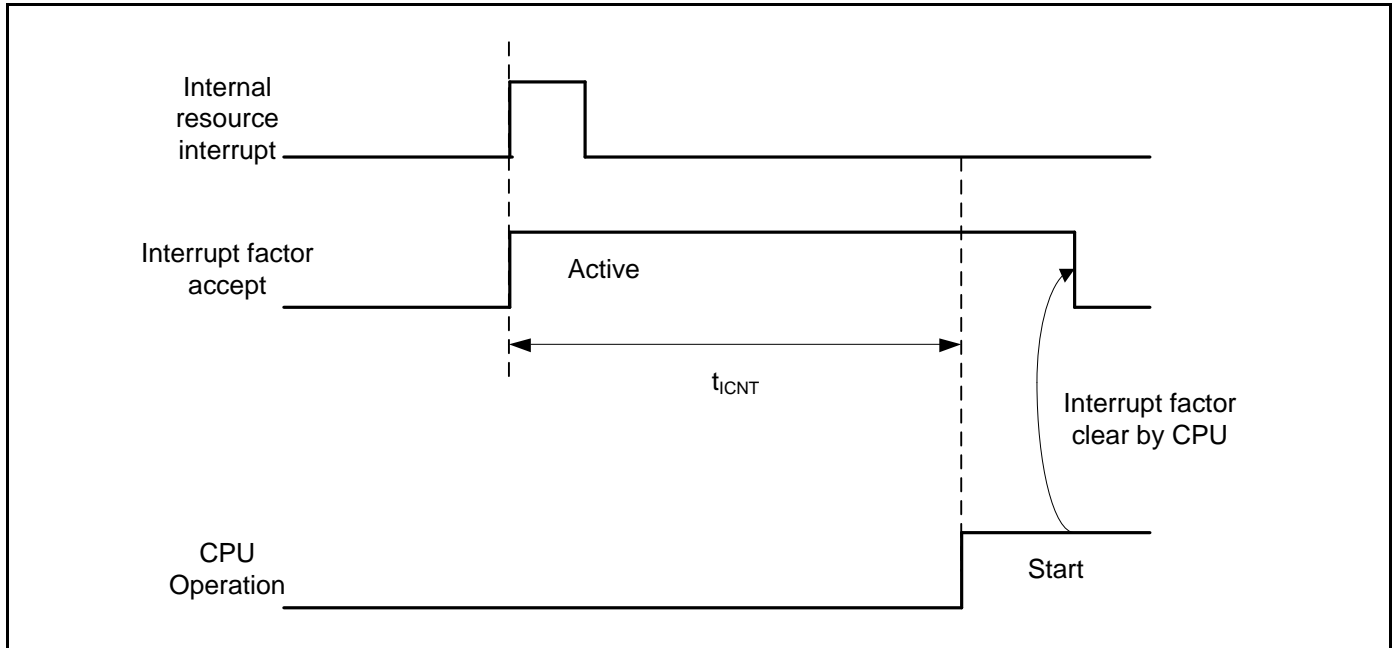 Internal
resource
interrupt
Interrupt factor
accept
Active
tICNT
Interrupt factor
clear by CPU
CPU
Operation
Start